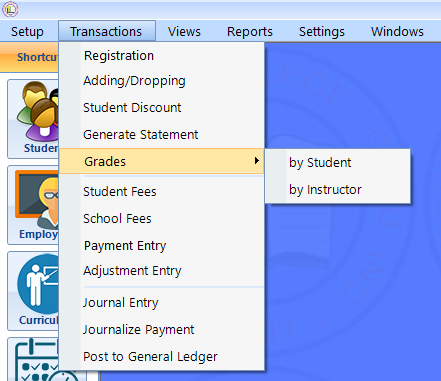 Setup Transactions Views Reports Settings Windows
Shortcu
Registration
Adding/Dropping
Student Discount
Generate Statement
Grades
by Student
by Instructor
Student Fees
School Fees
Payment Entry
Adjustment Entry
Journal Entry
Journalize Payment
Post to General Ledger
Studen
Employ
Curricul